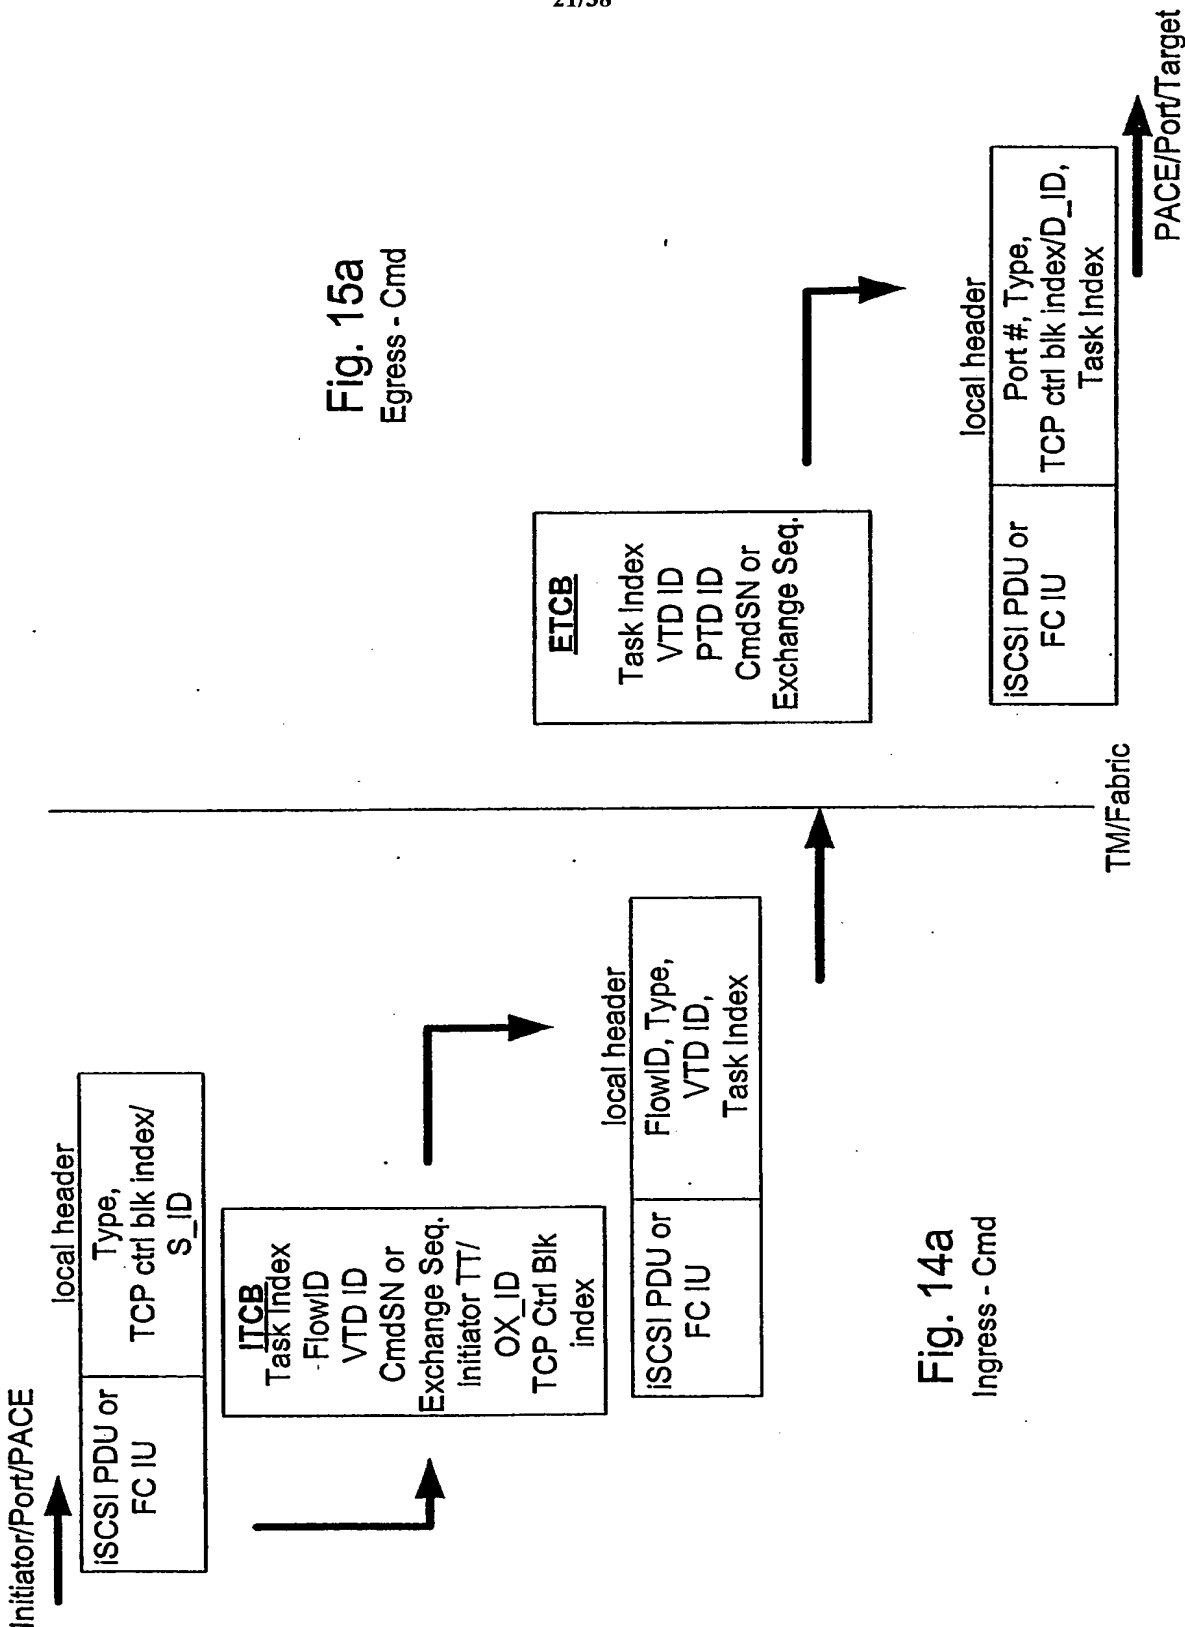 21/38
Initiator/Port/PACE
local header
iSCSI PDU or
FC IU
Type,
TCP ctrl blk index/
S_ID
ITCB
Task Index
FlowID
VTD ID
CmdSN or
Exchange Seq.
initiator TT/
OX_ID
TCP Ctrl Blk
index
local header
iSCSI PDU or
FC IU
FlowID, Type,
VTD ID,
Task Index
Fig. 14a
Ingress - Cmd
TM/Fabric
Fig. 15a
Egress - Cmd
ETCB
Task Index
VTD ID
PTD ID
CmdSN or
Exchange Seq.
local header
iSCSI PDU or
FC IU
Port #, Type,
TCP ctrl blk index/D_ID,
Task Index
PACE/Port/Target